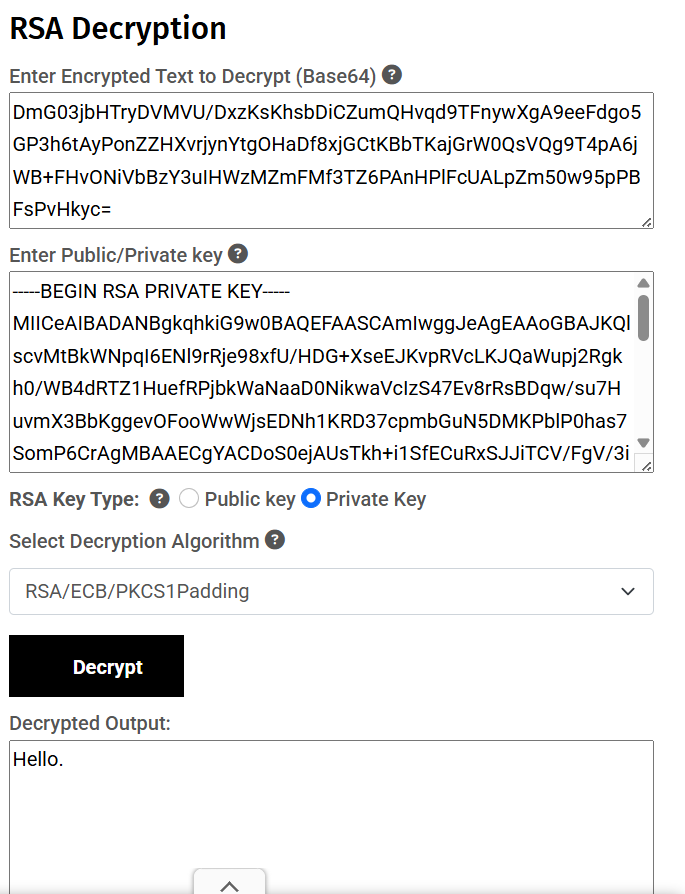 RSA Decryption
Enter Encrypted Text to Decrypt (Base64) ?
DmG03jbHTryDVMVU/DxzKsKhsbDiCZumQHvqd9TFnywXgA9eeFdgo5
GP3h6tAyPonZZHXvrjynYtgOHaDf8xjGCtKBbTKajGrW0QsVQg9T4pA6j
WB+FHvONiVbBzY3uIHWzMZmFMf3TZ6PAnHPlFcUALpZm50w95pPB
FsPvHkyc=
Enter Public/Private key ?
-----BEGIN RSA PRIVATE KEY-----
MIICeAIBADANBgkqhkiG9w0BAQEFAASCAmIwggJeAgEAAoGBAJKQl
scvMtBkWNpqI6ENl9rRje98xfU/HDG+XseEJKvpRVcLKJQaWupj2Rgk
h0/WB4dRTZ1HuefRPjbkWaNaaD0NikwaVcIzS47Ev8rRsBDqw/su7H
uvmX3BbKggevOFooWwWjsEDNh1KRD37cpmbGuN5DMKPblP0has7
SomP6CrAgMBAAECgYACDoS0ejAUsTkh+i1SfECuRxSJJiTCV/FgV/3i
RSA Key Type: ? Public key Private Key
Select Decryption Algorithm ?
RSA/ECB/PKCS1Padding
Decrypt
Decrypted Output:
Hello.